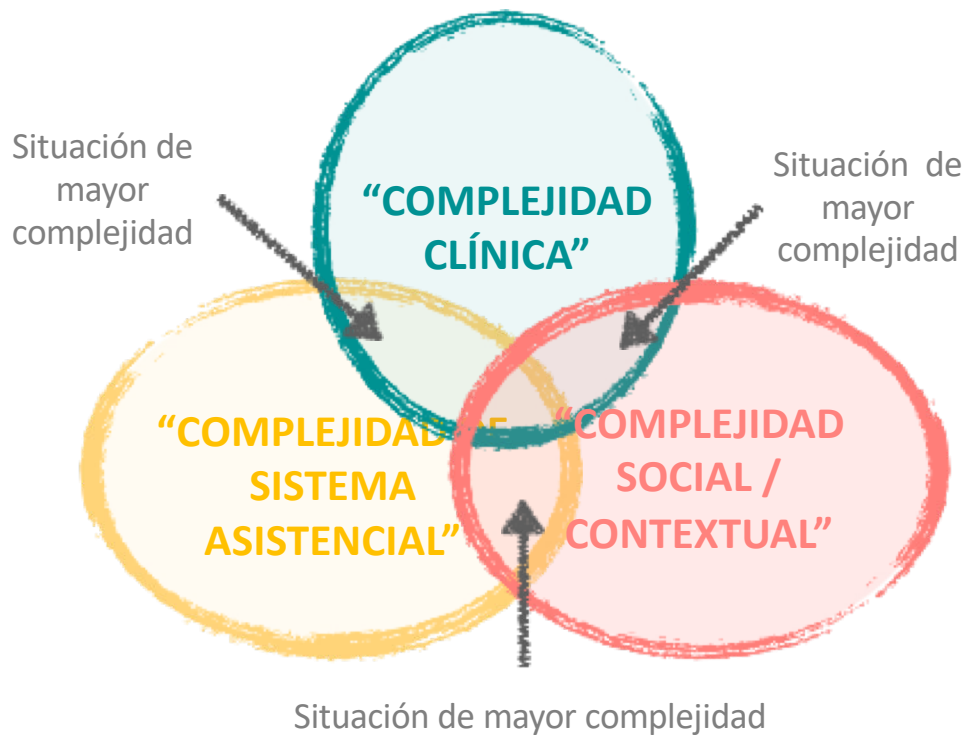 Situación de
mayor
complejidad
Situación de
mayor
complejidad
“COMPLEJIDAD
CLÍNICA”
“COMPLEJIDAD DE
SISTEMA
ASISTENCIAL”
“COMPLEJIDAD
SOCIAL /
CONTEXTUAL”
Situación de mayor complejidad